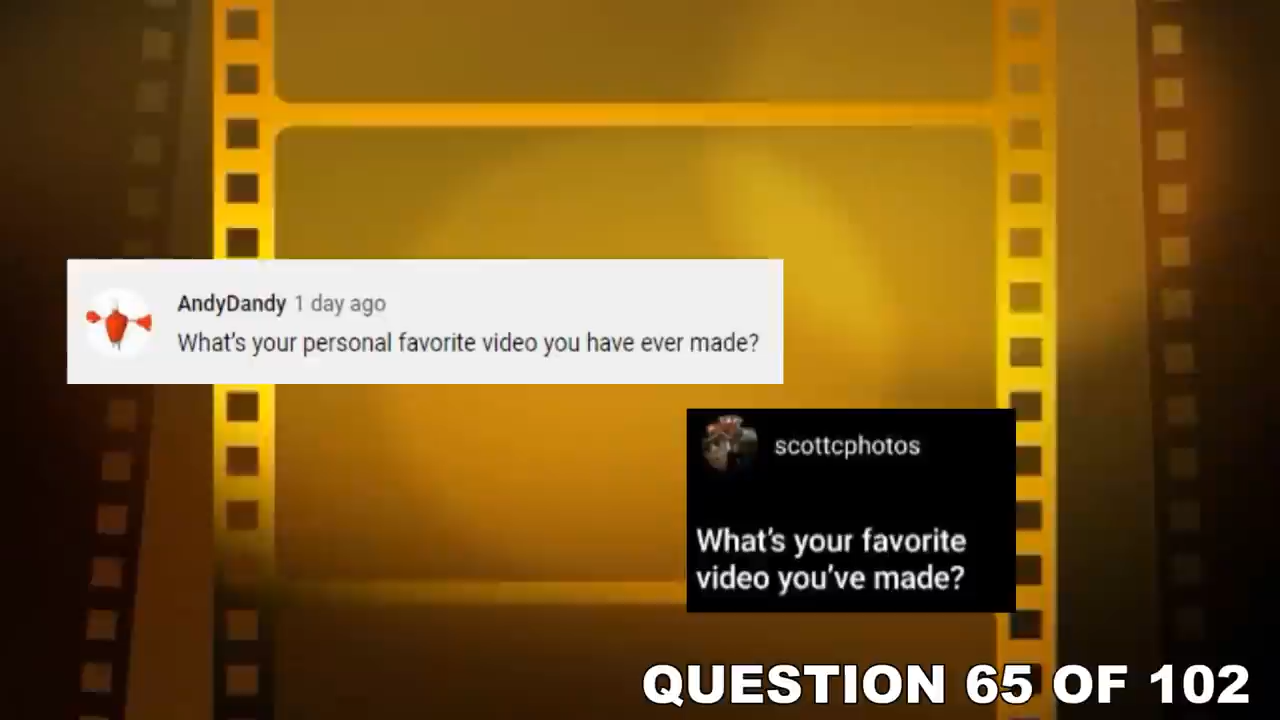 AndyDandy 1 day ago
What's your personal favorite video you have ever made?
scottcphotos
What's your favorite
video you've made?
QUESTION 65 OF 102